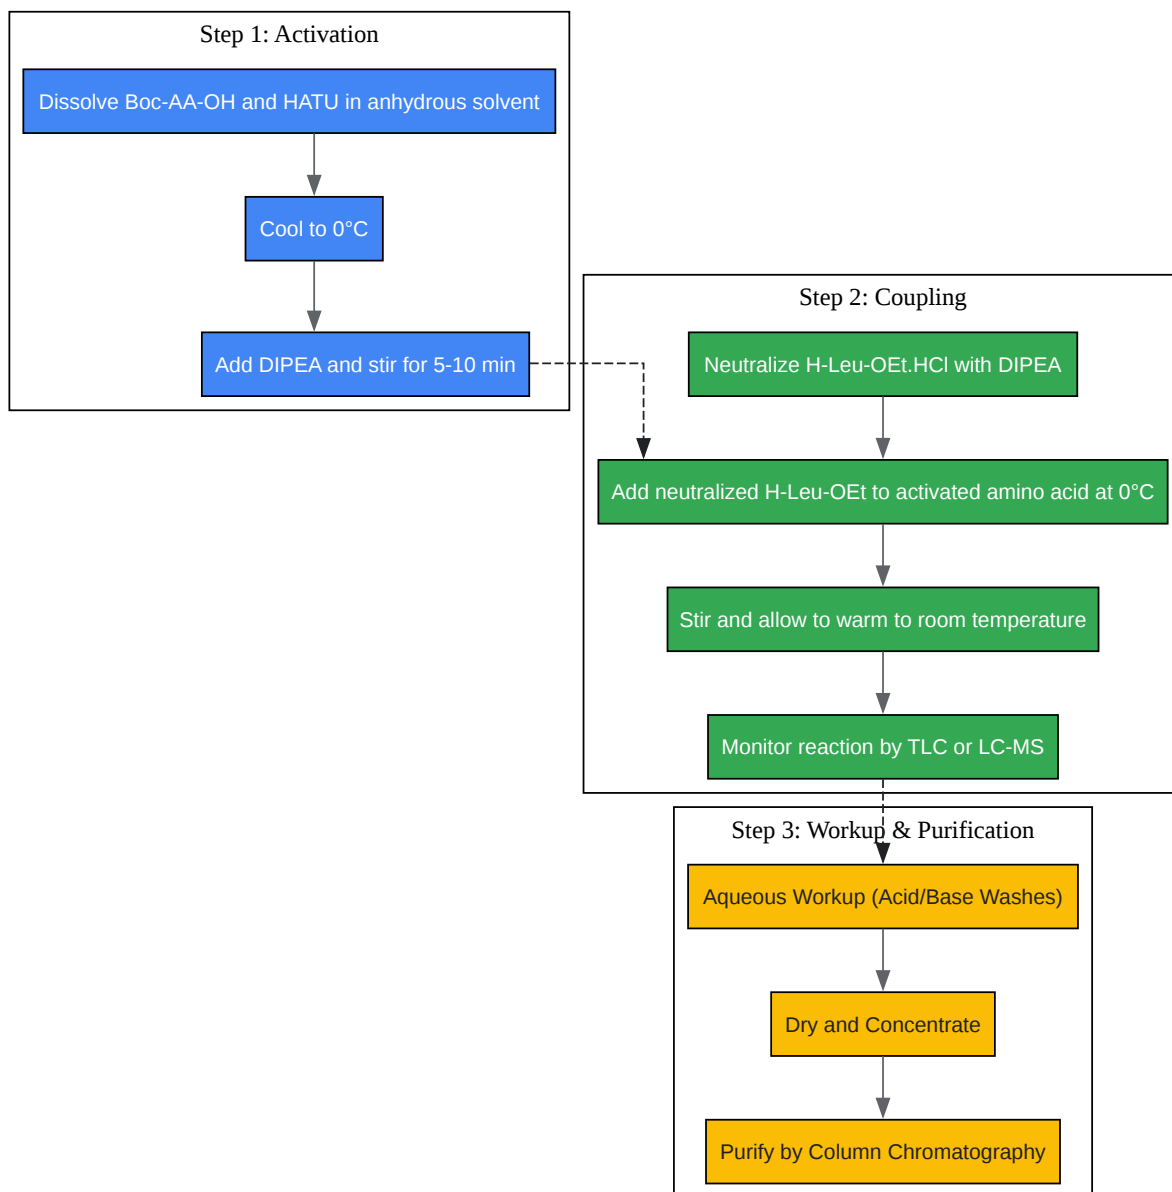 Step 1: Activation
Dissolve Boc-AA-OH and HATU in anhydrous solvent
Cool to 0°C
Add DIPEA and stir for 5-10 min
Step 2: Coupling
Neutralize H-Leu-OEt.HCl with DIPEA
Add neutralized H-Leu-OEt to activated amino acid at 0°C
Stir and allow to warm to room temperature
Monitor reaction by TLC or LC-MS
Step 3: Workup & Purification
Aqueous Workup (Acid/Base Washes)
Dry and Concentrate
Purify by Column Chromatography